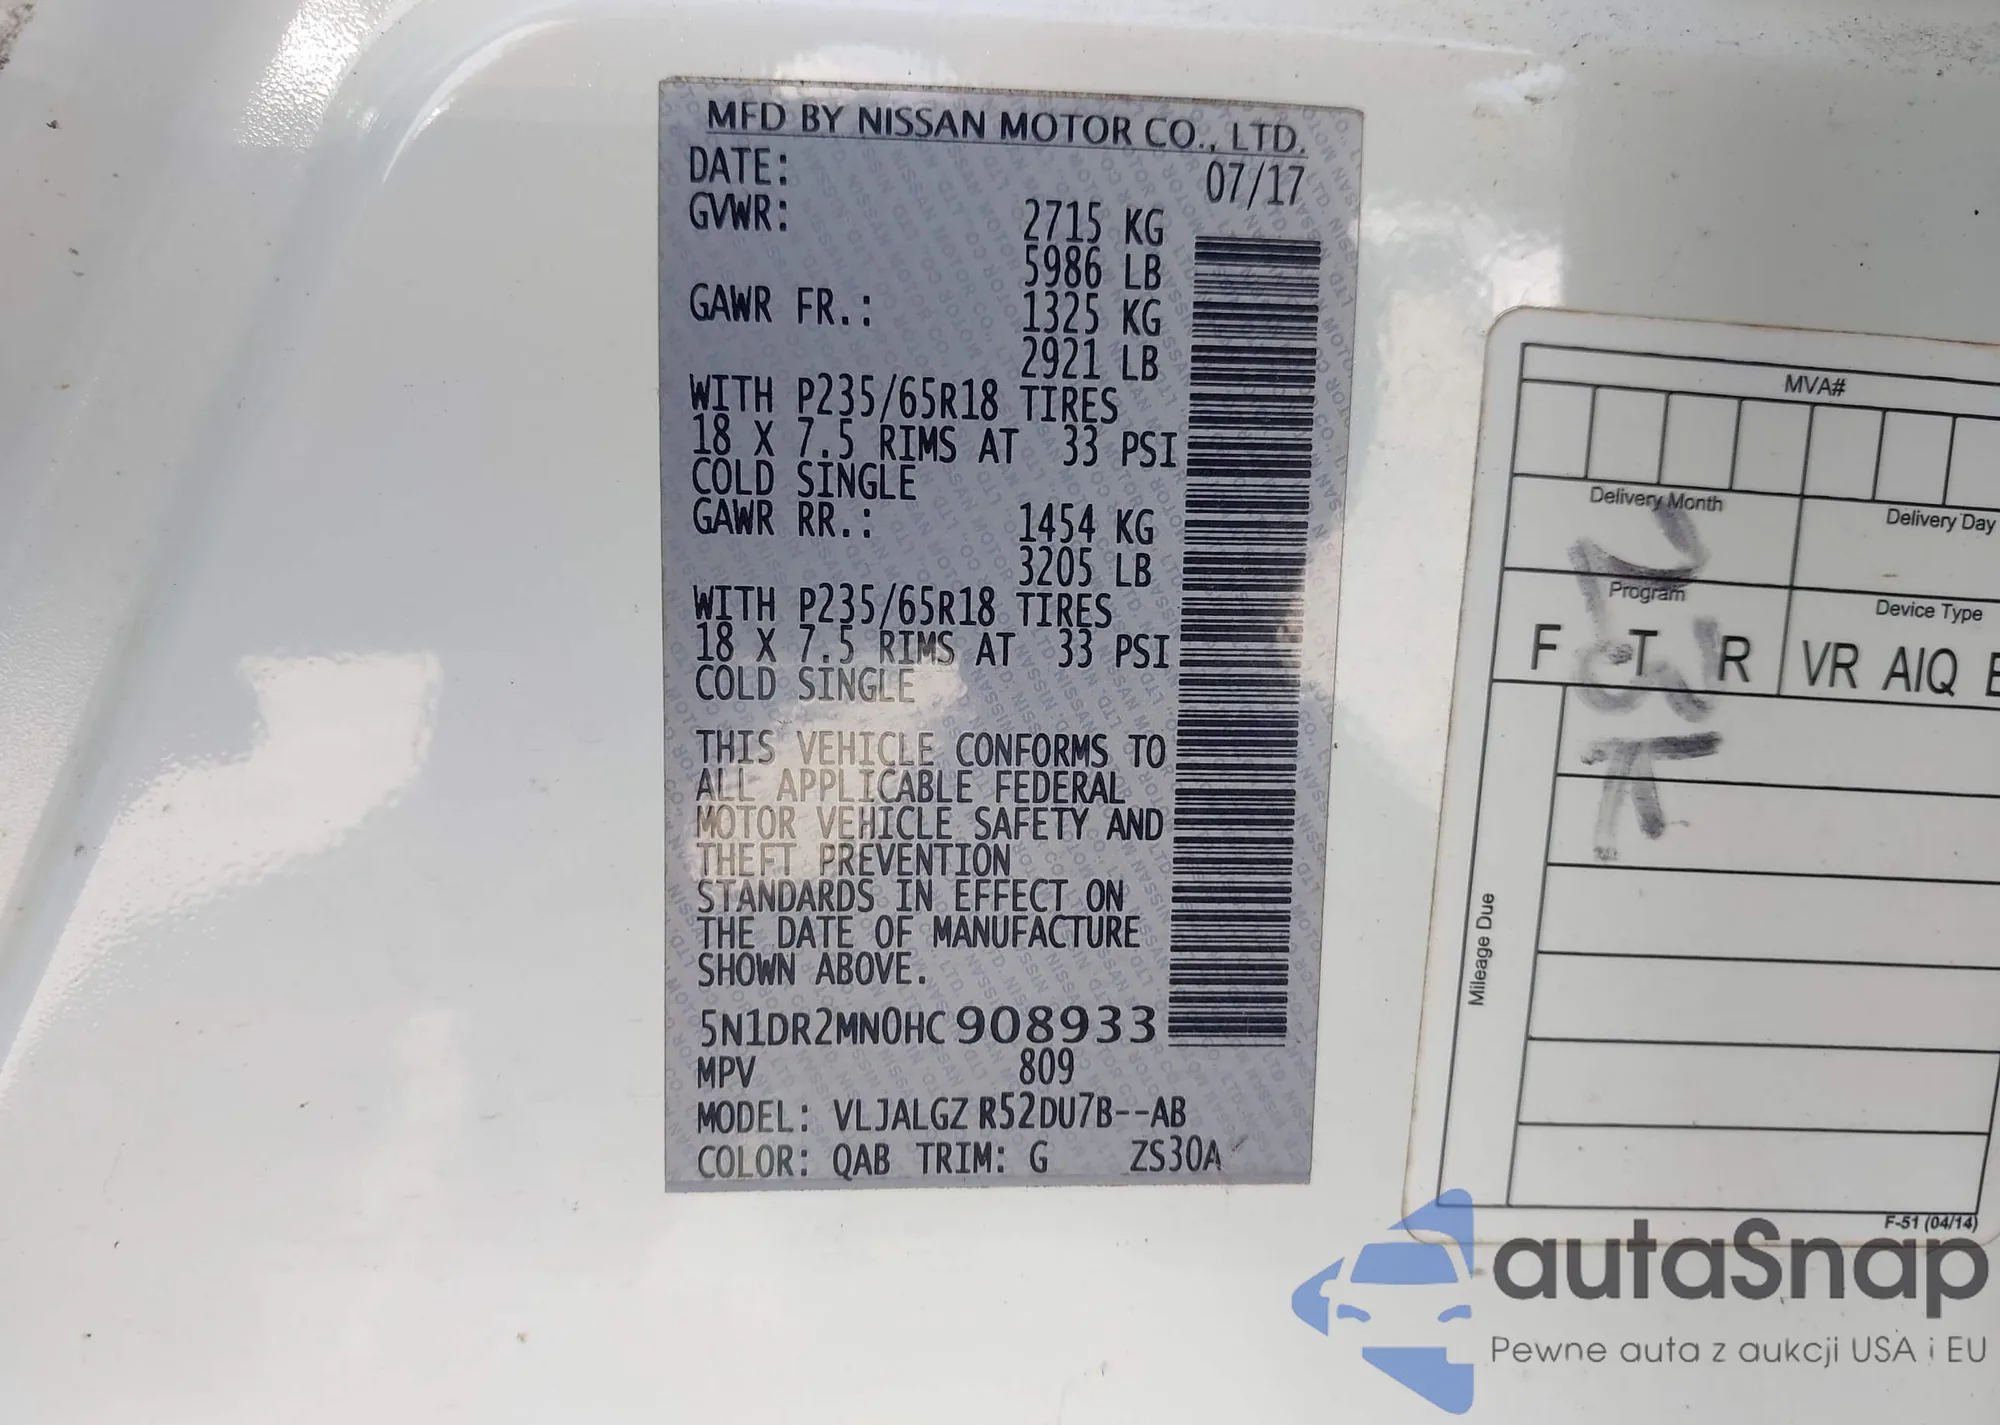 MFD BY NISSAN MOTOR CO., LTD.
DATE: 07/17
GVWR: 2715 KG
5986 LB
GAWR FR.: 1325 KG
2921 LB
WITH P235/65R18 TIRES
18 X 7.5 RIMS AT 33 PSI
COLD SINGLE
GAWR RR.: 1454 KG
3205 LB
WITH P235/65R18 TIRES
18 X 7.5 RIMS AT 33 PSI
COLD SINGLE
THIS VEHICLE CONFORMS TO
ALL APPLICABLE FEDERAL
MOTOR VEHICLE SAFETY AND
THEFT PREVENTION
STANDARDS IN EFFECT ON
THE DATE OF MANUFACTURE
SHOWN ABOVE.
5N1DR2MN0HC908933
MPV 809
MODEL: VLJALGZ R52DU7B--AB
COLOR: QAB TRIM: G ZS30A
MVA#
Delivery Month Delivery Day
Program Device Type
F T R VR AIQ
Mileage Due
F-51 (04/14)
autaSnap
Pewne auta z aukcji USA i EU